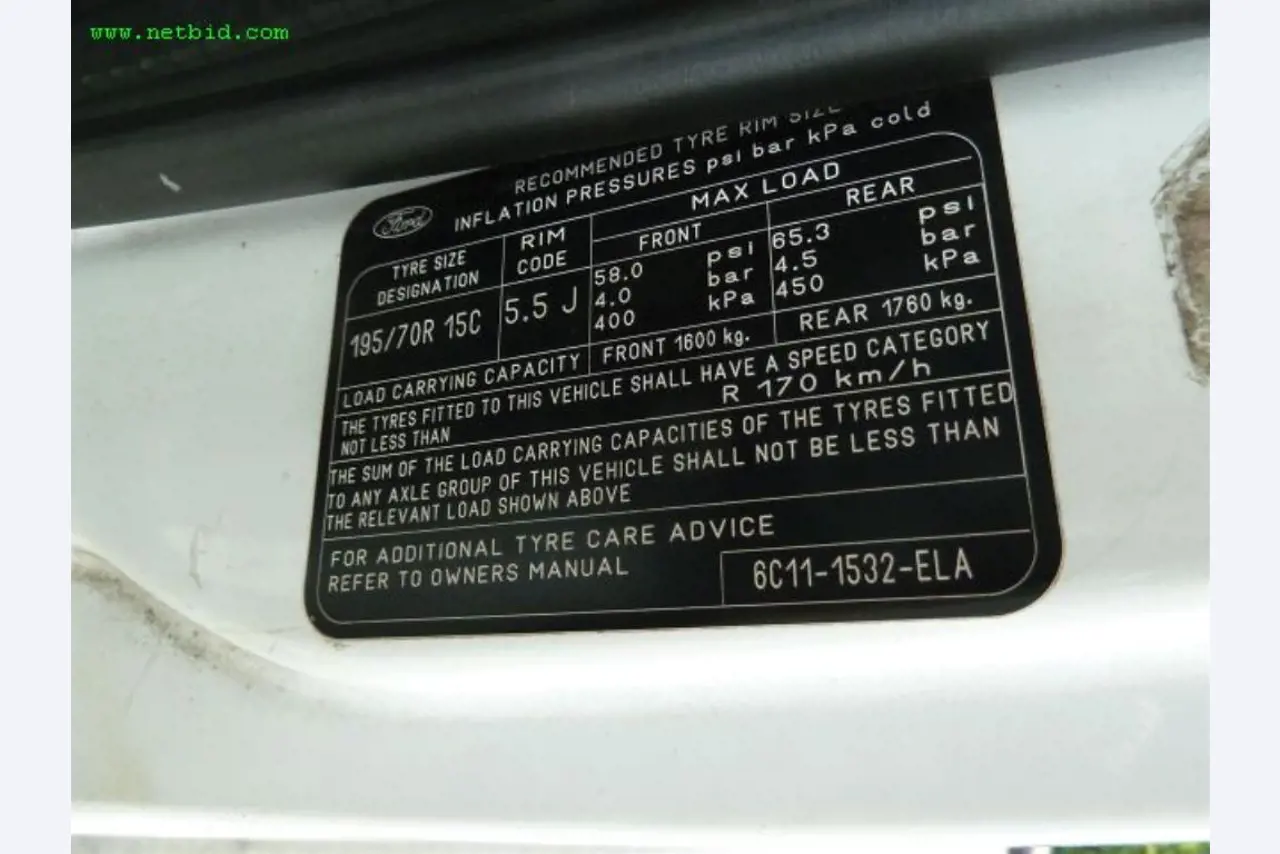 www.netbid.com
RECOMMENDED TYRE RIM SIZE
Ford
INFLATION PRESSURES psi bar kPa cold
TYRE SIZE DESIGNATION
RIM CODE
MAX LOAD
FRONT
REAR
195/70R 15C
5.5 J
58.0 psi
4.0 bar
400 kPa
65.3 psi
4.5 bar
450 kPa
LOAD CARRYING CAPACITY FRONT 1600 kg. REAR 1760 kg.
THE TYRES FITTED TO THIS VEHICLE SHALL HAVE A SPEED CATEGORY
NOT LESS THAN R 170 km/h
THE SUM OF THE LOAD CARRYING CAPACITIES OF THE TYRES FITTED
TO ANY AXLE GROUP OF THIS VEHICLE SHALL NOT BE LESS THAN
THE RELEVANT LOAD SHOWN ABOVE
FOR ADDITIONAL TYRE CARE ADVICE
REFER TO OWNERS MANUAL
6C11-1532-ELA